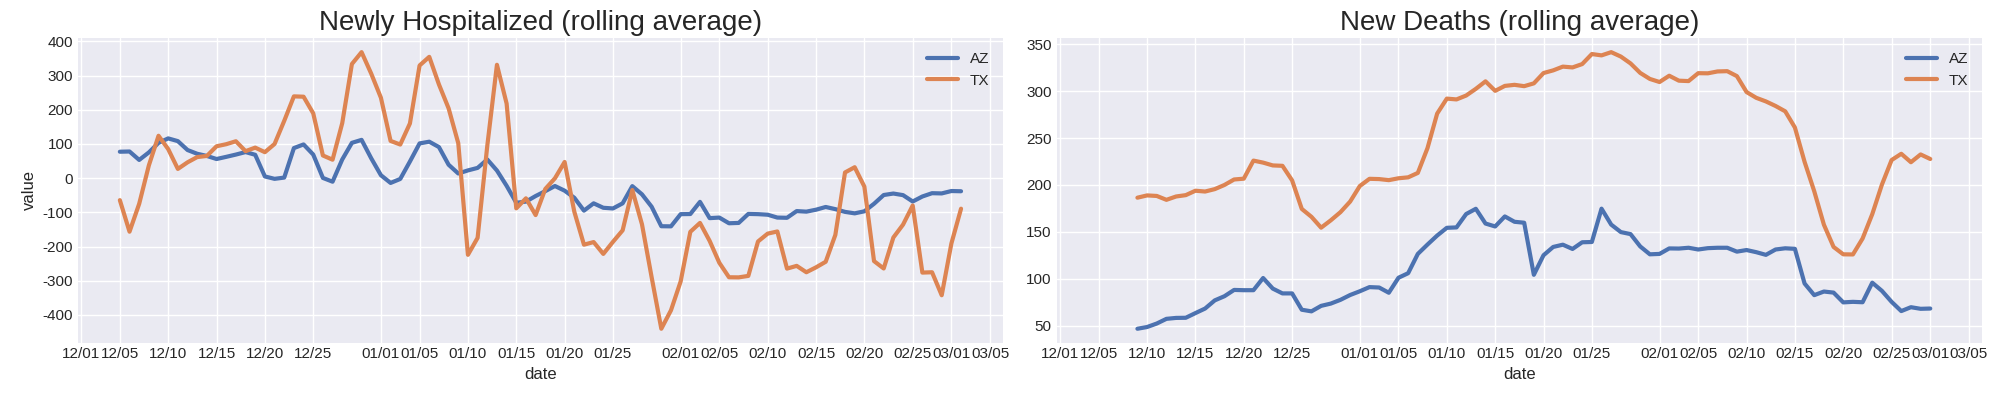 Newly Hospitalized (rolling average)
400
300
200
100
0
-100
-200
-300
-400
value
AZ
TX
12/01 12/05 12/10 12/15 12/20 12/25 01/01 01/05 01/10 01/15 01/20 01/25 02/01 02/05 02/10 02/15 02/20 02/25 03/01 03/05
date
New Deaths (rolling average)
350
300
250
200
150
100
50
AZ
TX
12/01 12/05 12/10 12/15 12/20 12/25 01/01 01/05 01/10 01/15 01/20 01/25 02/01 02/05 02/10 02/15 02/20 02/25 03/01 03/05
date